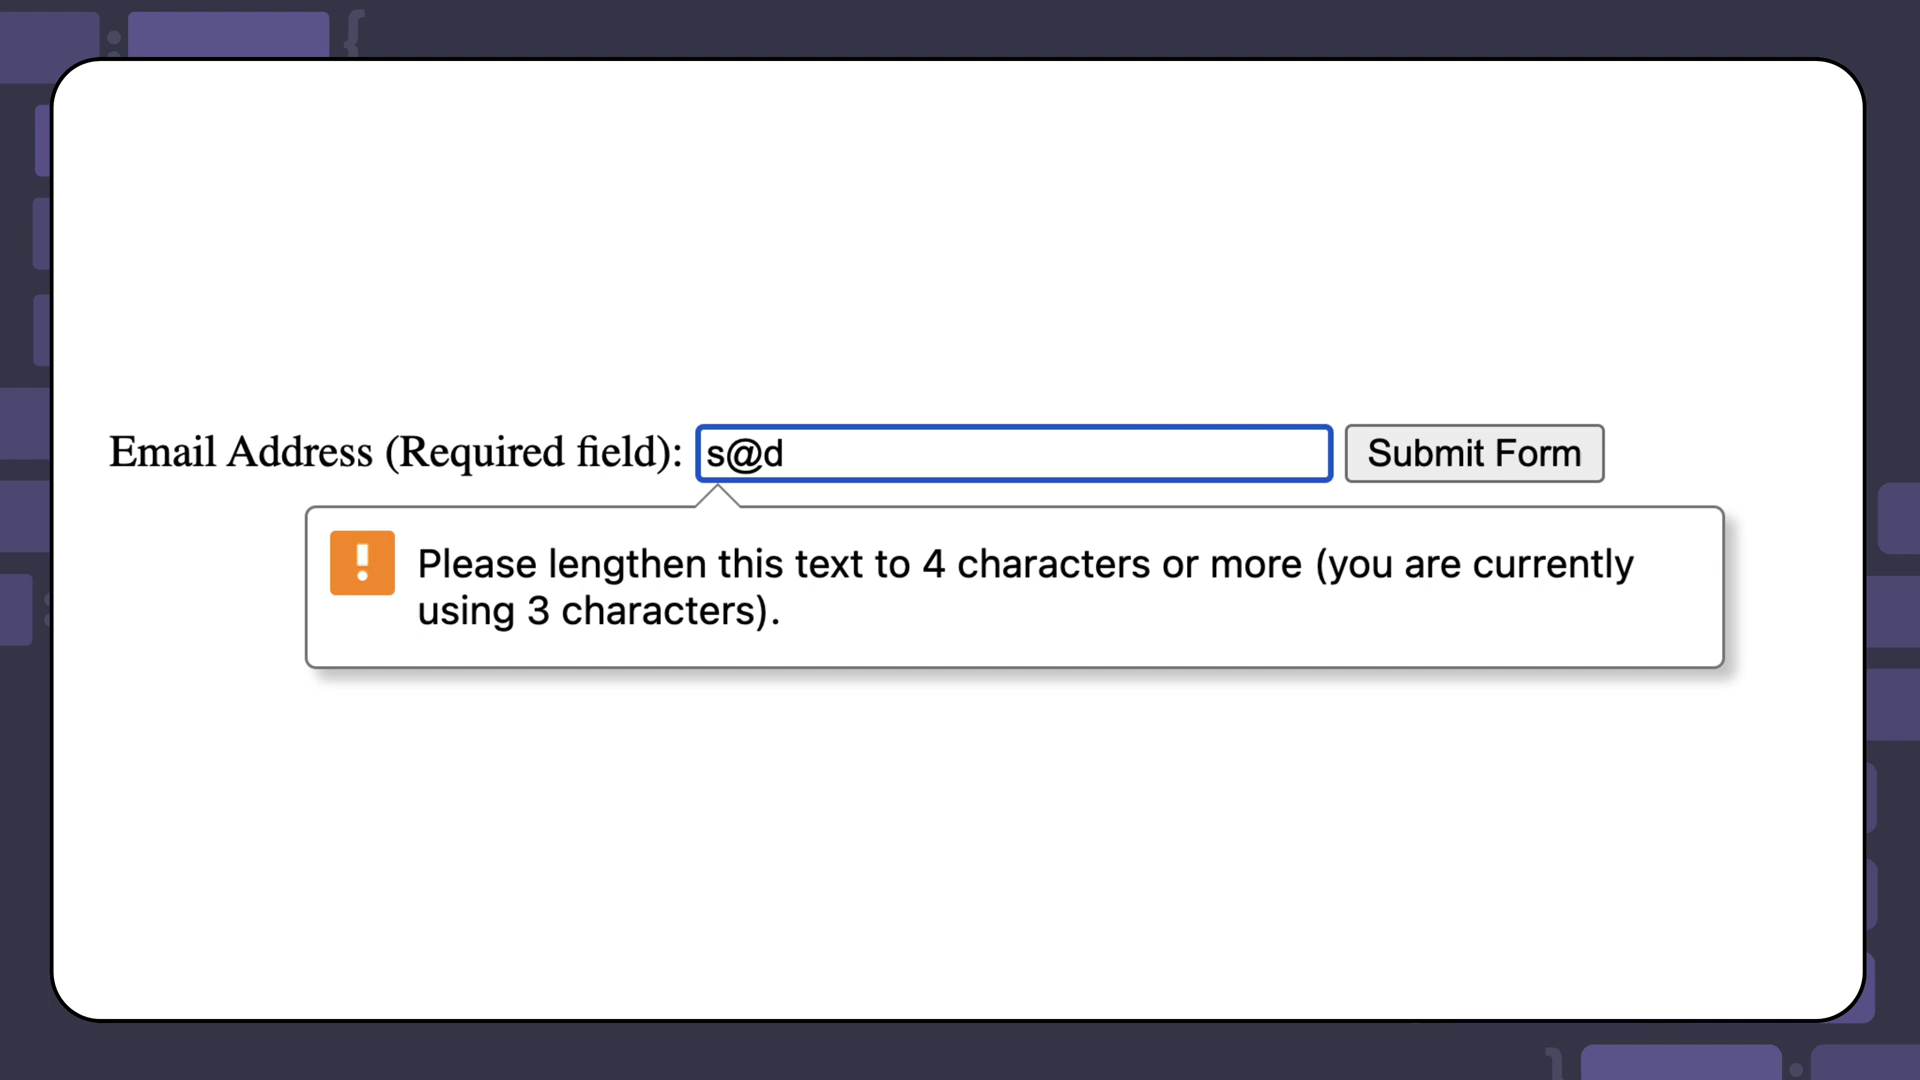 Email Address (Required field): s@d Submit Form
! Please lengthen this text to 4 characters or more (you are currently
using 3 characters).